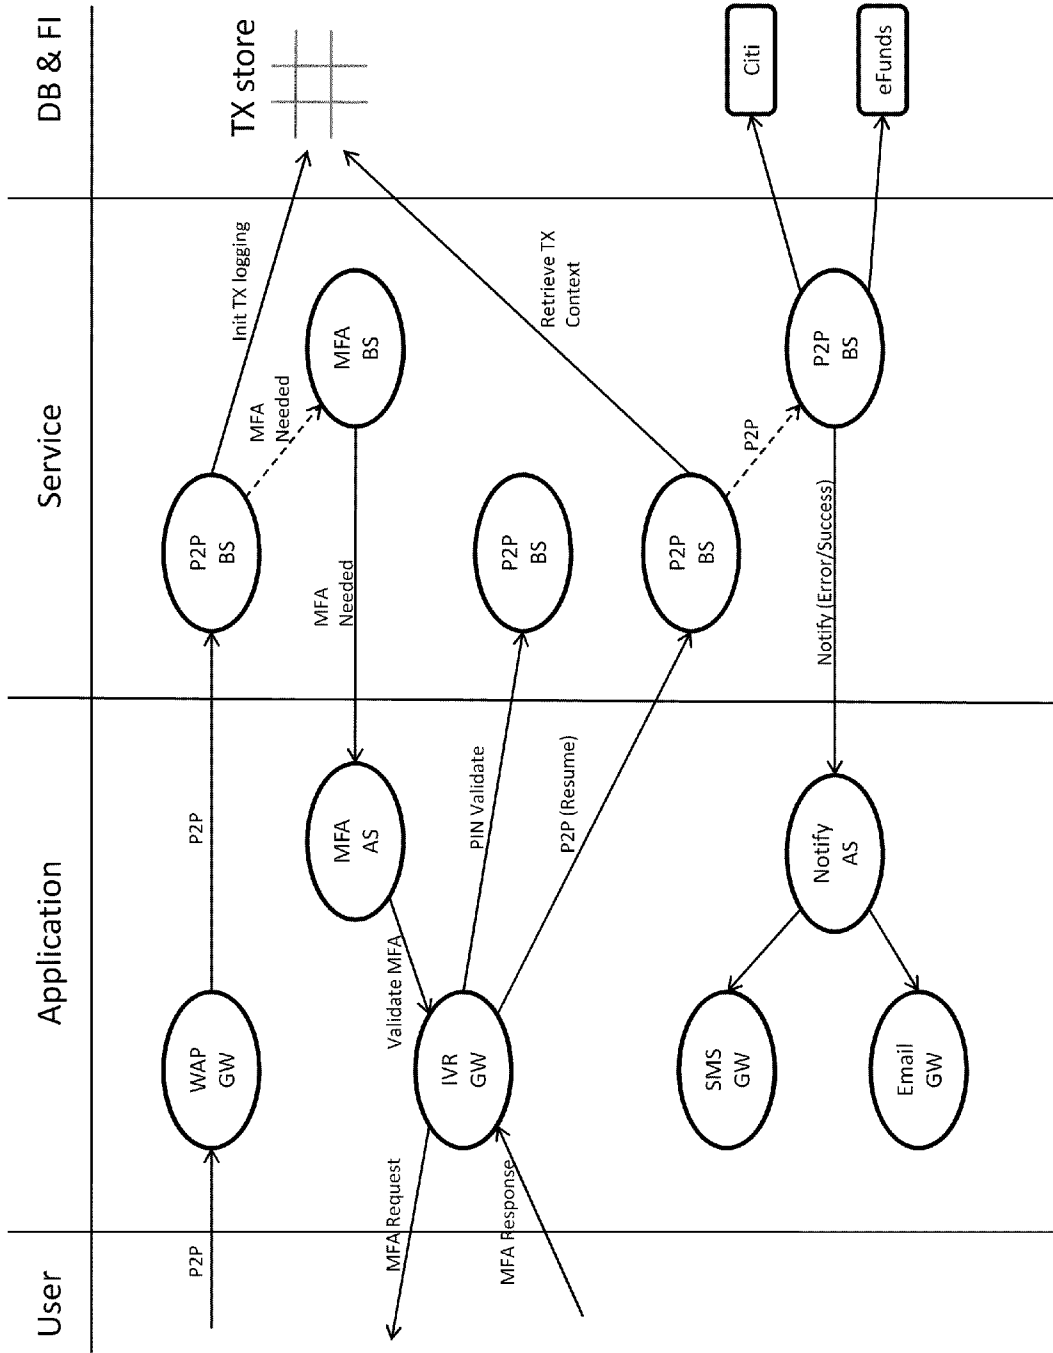 User
Application
Service
DB & FI
P2P
WAP
GW
P2P
P2P
BS
Init TX logging
TX store
MFA
Needed
MFA
BS
MFA
Needed
MFA
AS
Validate MFA
MFA Request
IVR
GW
MFA Response
PIN Validate
P2P
BS
P2P (Resume)
P2P
BS
Retrieve TX
Context
P2P
P2P
BS
Citi
eFunds
Notify (Error/Success)
Notify
AS
SMS
GW
Email
GW